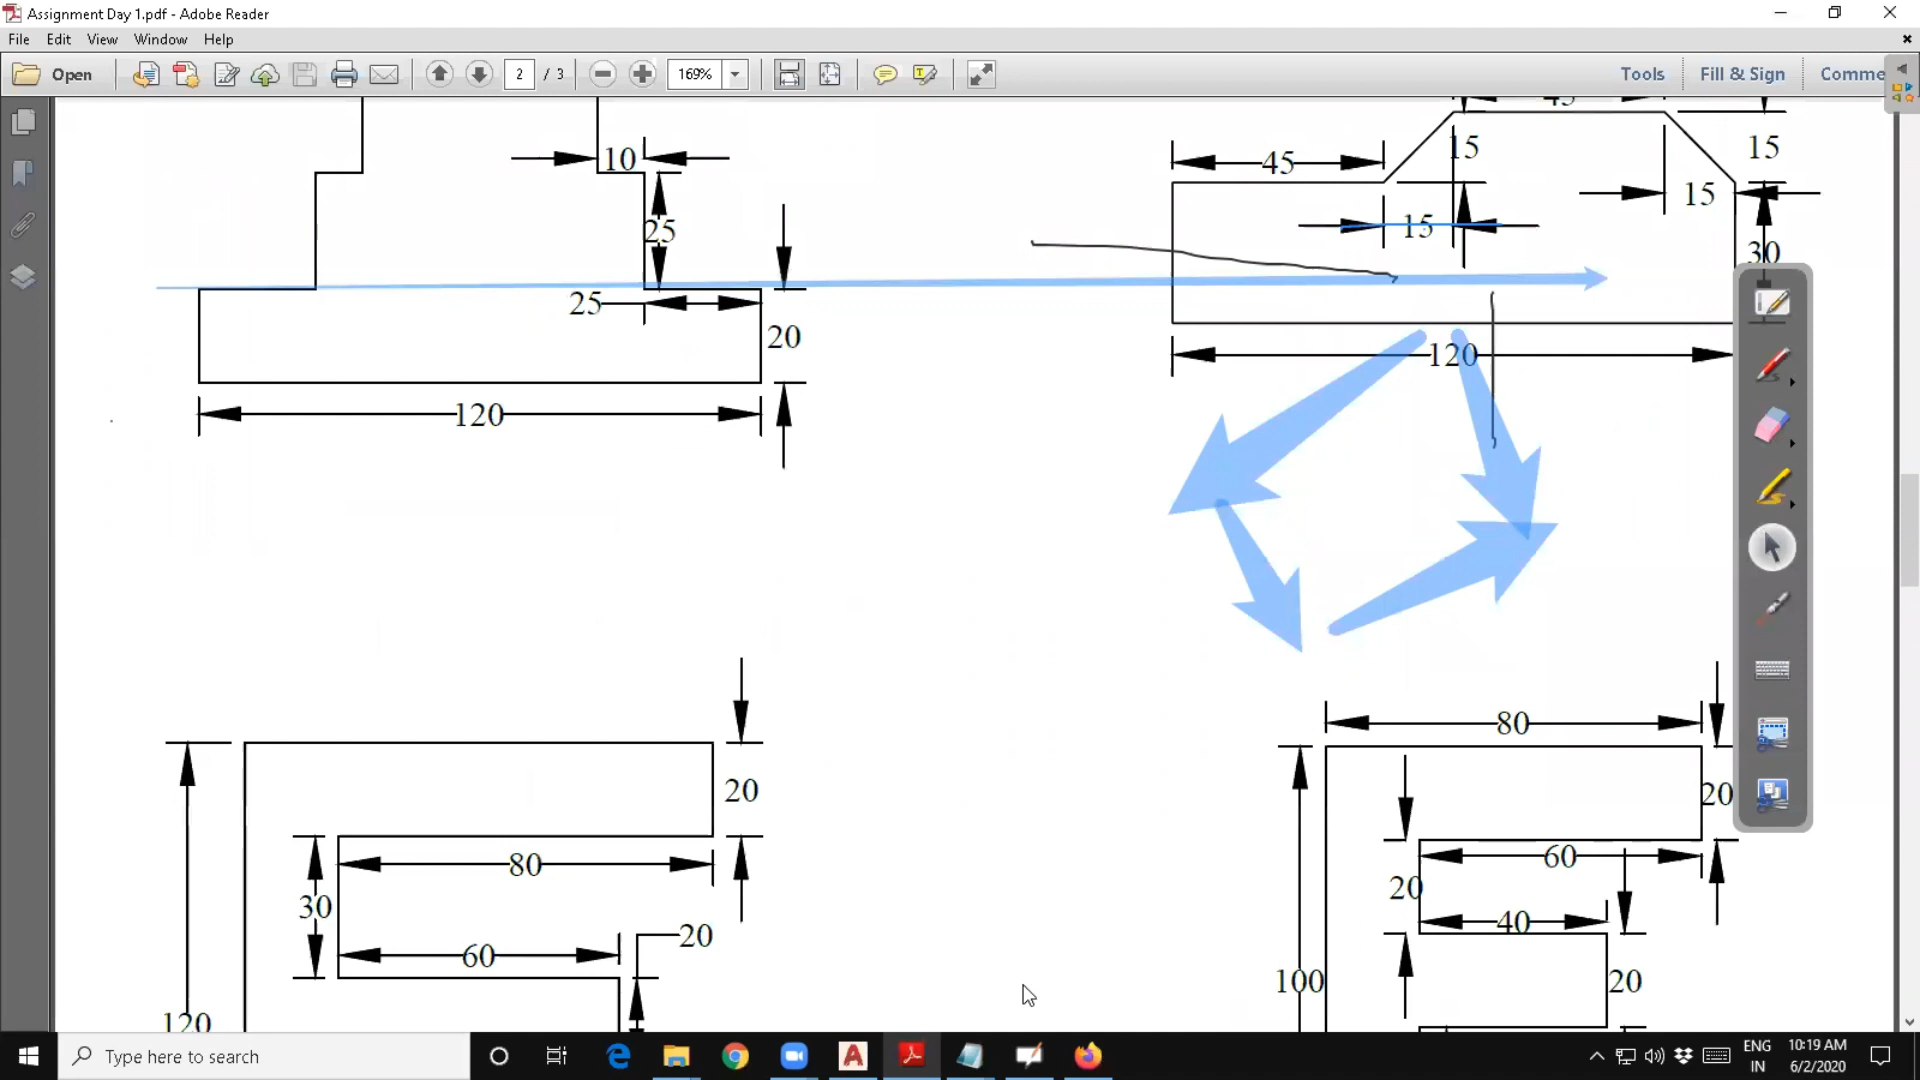 Assignment Day 1.pdf - Adobe Reader
File Edit View Window Help
Open 2 / 3 169% Tools Fill & Sign Comme
45
10 45 15 15
15
25 15 30
25 20 120
120
80
20 20
80 60
30 20
60 20 40
100 20
120
Type here to search ENG 10:19 AM
IN 6/2/2020